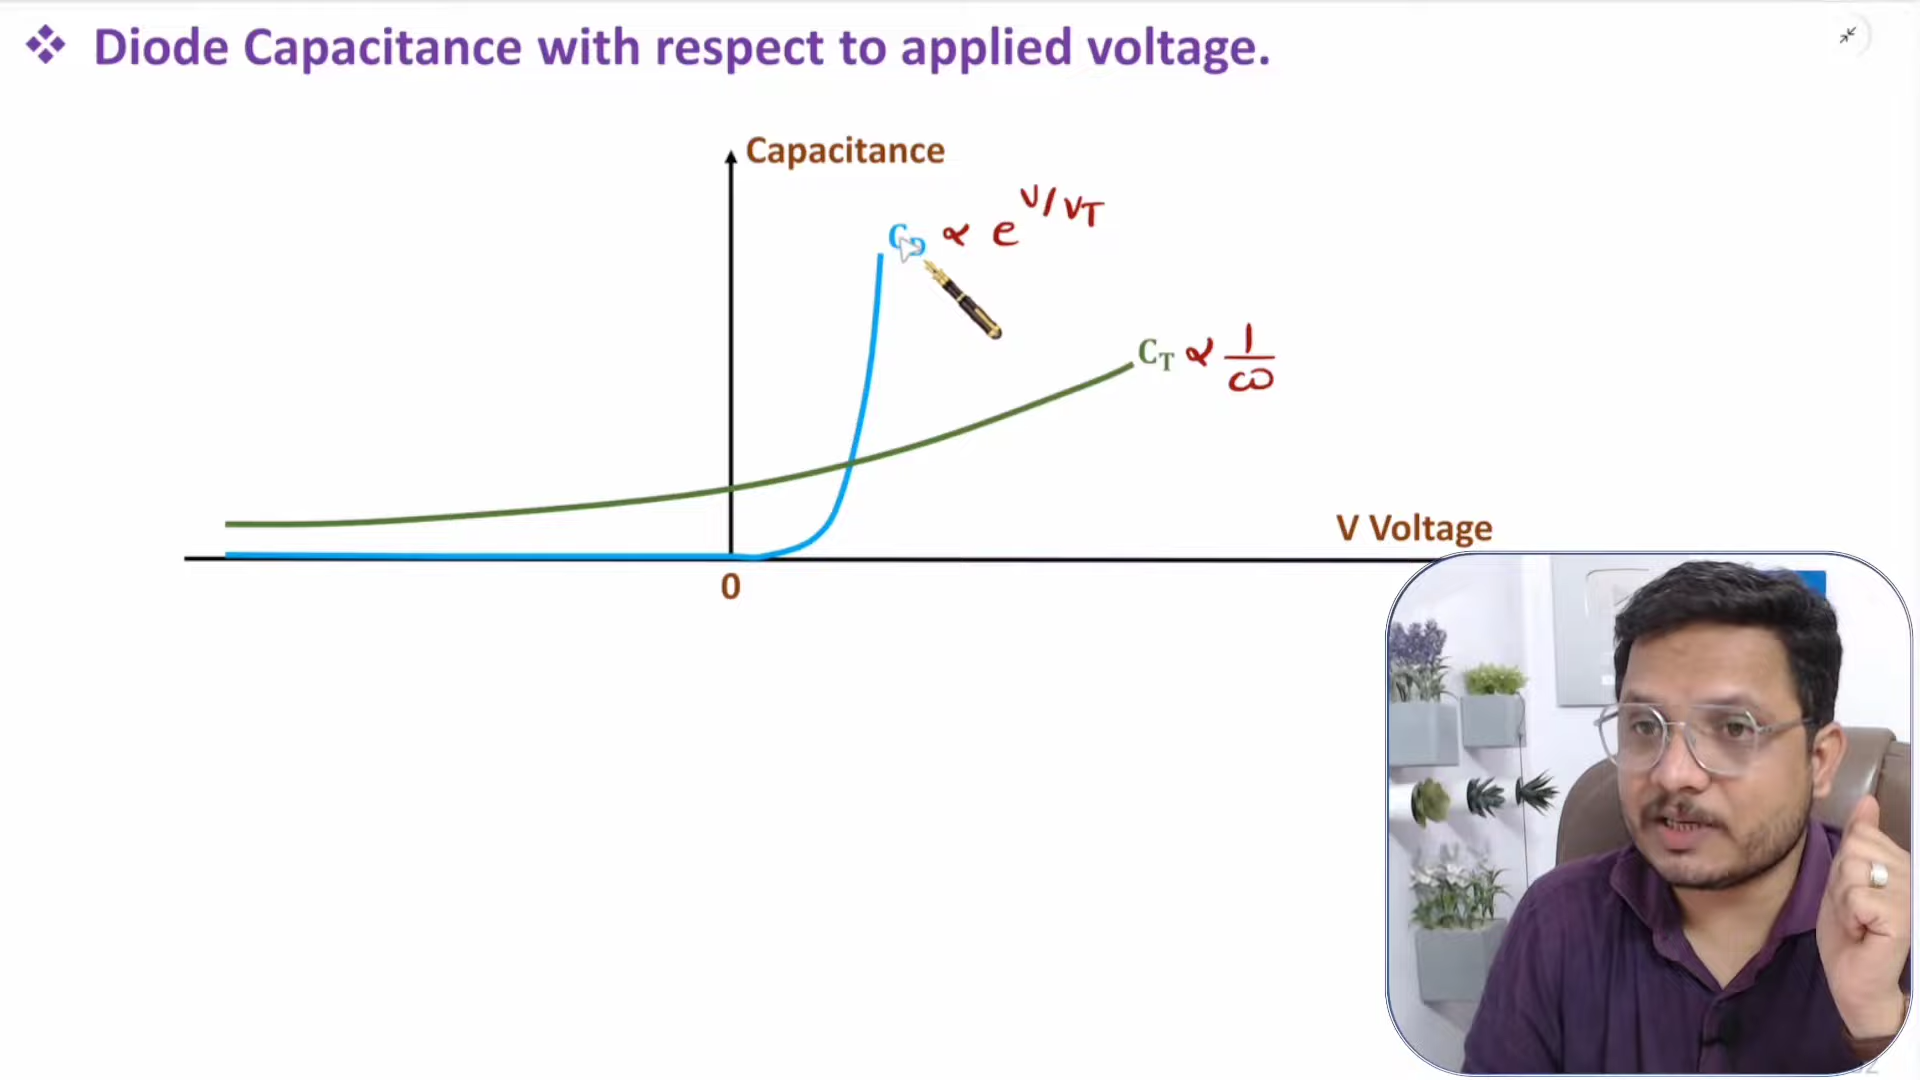 ❖ Diode Capacitance with respect to applied voltage.
Capacitance
C_D ∝ e^{V/V_T}
C_T ∝ 1/ω
V Voltage
0